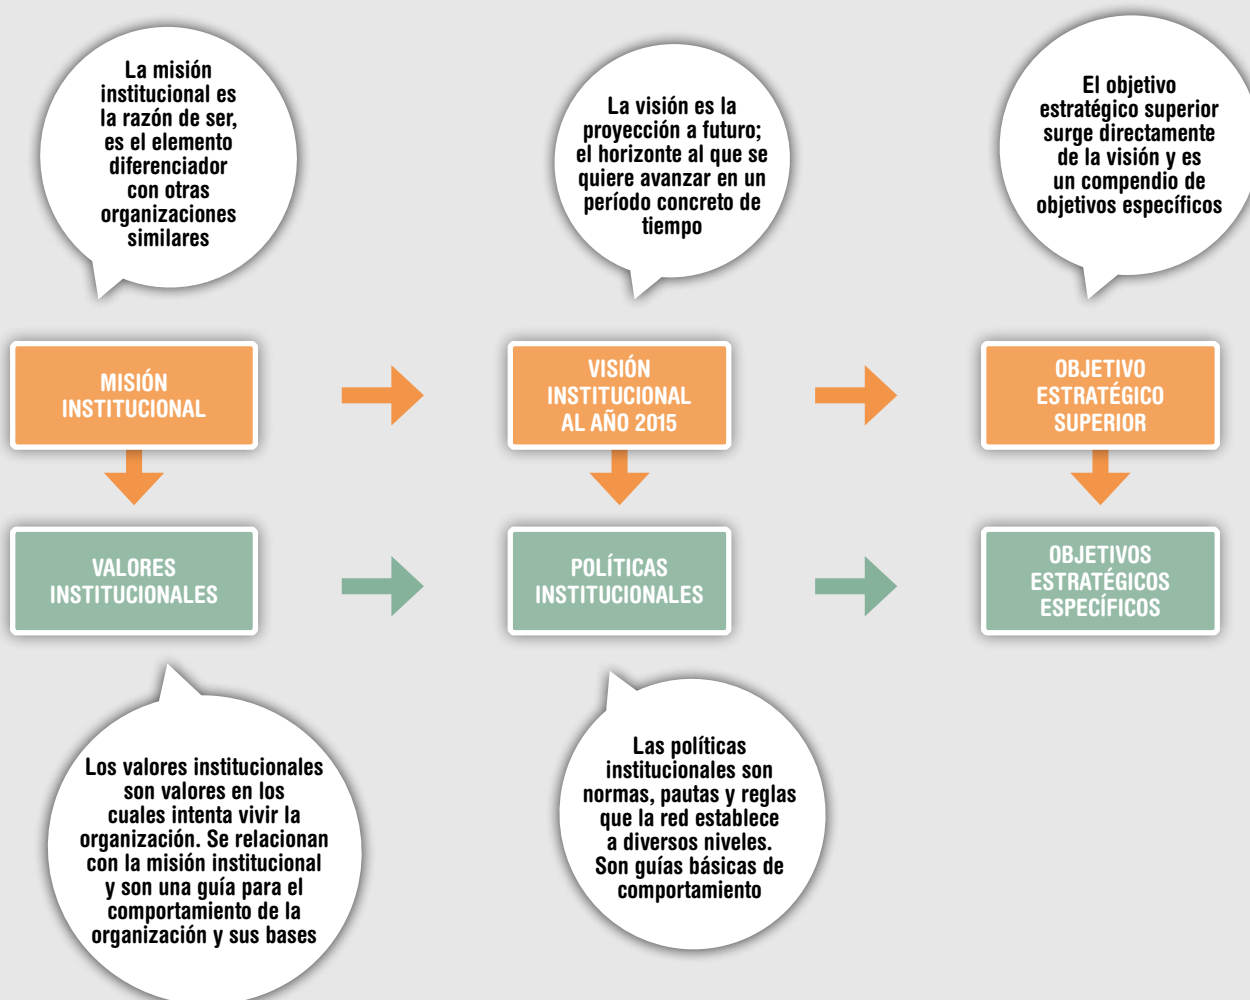 La misión
institucional es
la razón de ser,
es el elemento
diferenciador
con otras
organizaciones
similares
La visión es la
proyección a futuro;
el horizonte al que se
quiere avanzar en un
período concreto de
tiempo
El objetivo
estratégico superior
surge directamente
de la visión y es
un compendio de
objetivos específicos
MISIÓN
INSTITUCIONAL
VISIÓN
INSTITUCIONAL
AL AÑO 2015
OBJETIVO
ESTRATÉGICO
SUPERIOR
VALORES
INSTITUCIONALES
POLÍTICAS
INSTITUCIONALES
OBJETIVOS
ESTRATÉGICOS
ESPECÍFICOS
Los valores institucionales
son valores en los
cuales intenta vivir la
organización. Se relacionan
con la misión institucional
y son una guía para el
comportamiento de la
organización y sus bases
Las políticas
institucionales son
normas, pautas y reglas
que la red establece
a diversos niveles.
Son guías básicas de
comportamiento